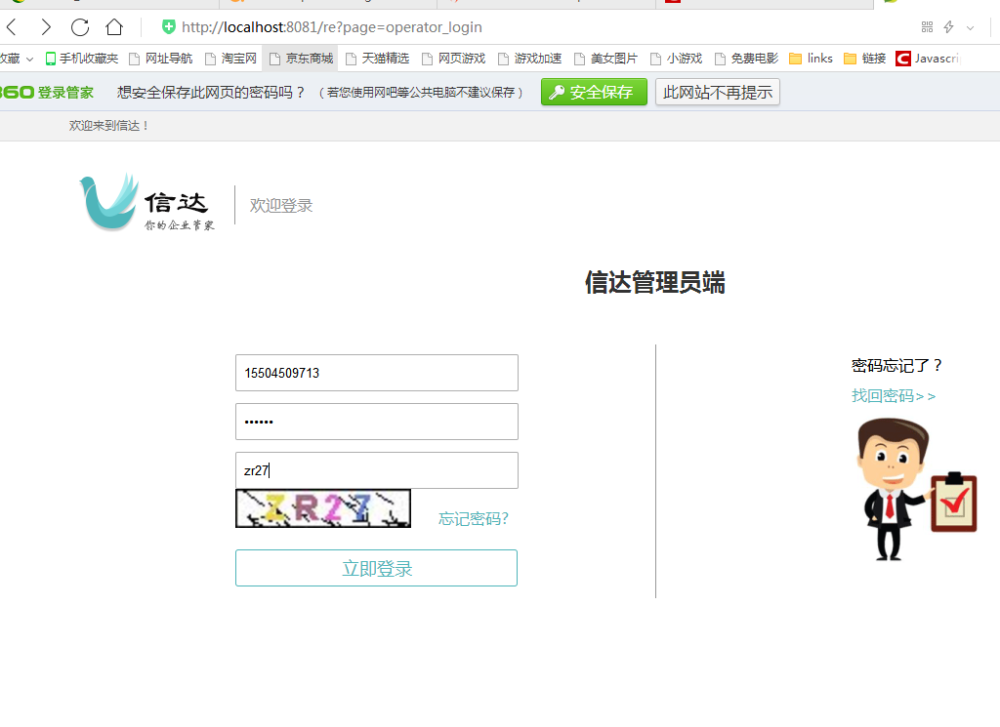 http://localhost:8081/re?page=operator_login
收藏 手机收藏夹 网址导航 淘宝网 京东商城 天猫精选 网页游戏 游戏加速 美女图片 小游戏 免费电影 links 链接 Javascri
360 登录管家 想安全保存此网页的密码吗？ （若您使用网吧等公共电脑不建议保存） 安全保存 此网站不再提示
欢迎来到信达！
信达 欢迎登录
你的企业管家
信达管理员端
15504509713
密码忘记了？
找回密码>>
••••••
zr27
ZR27 忘记密码?
立即登录